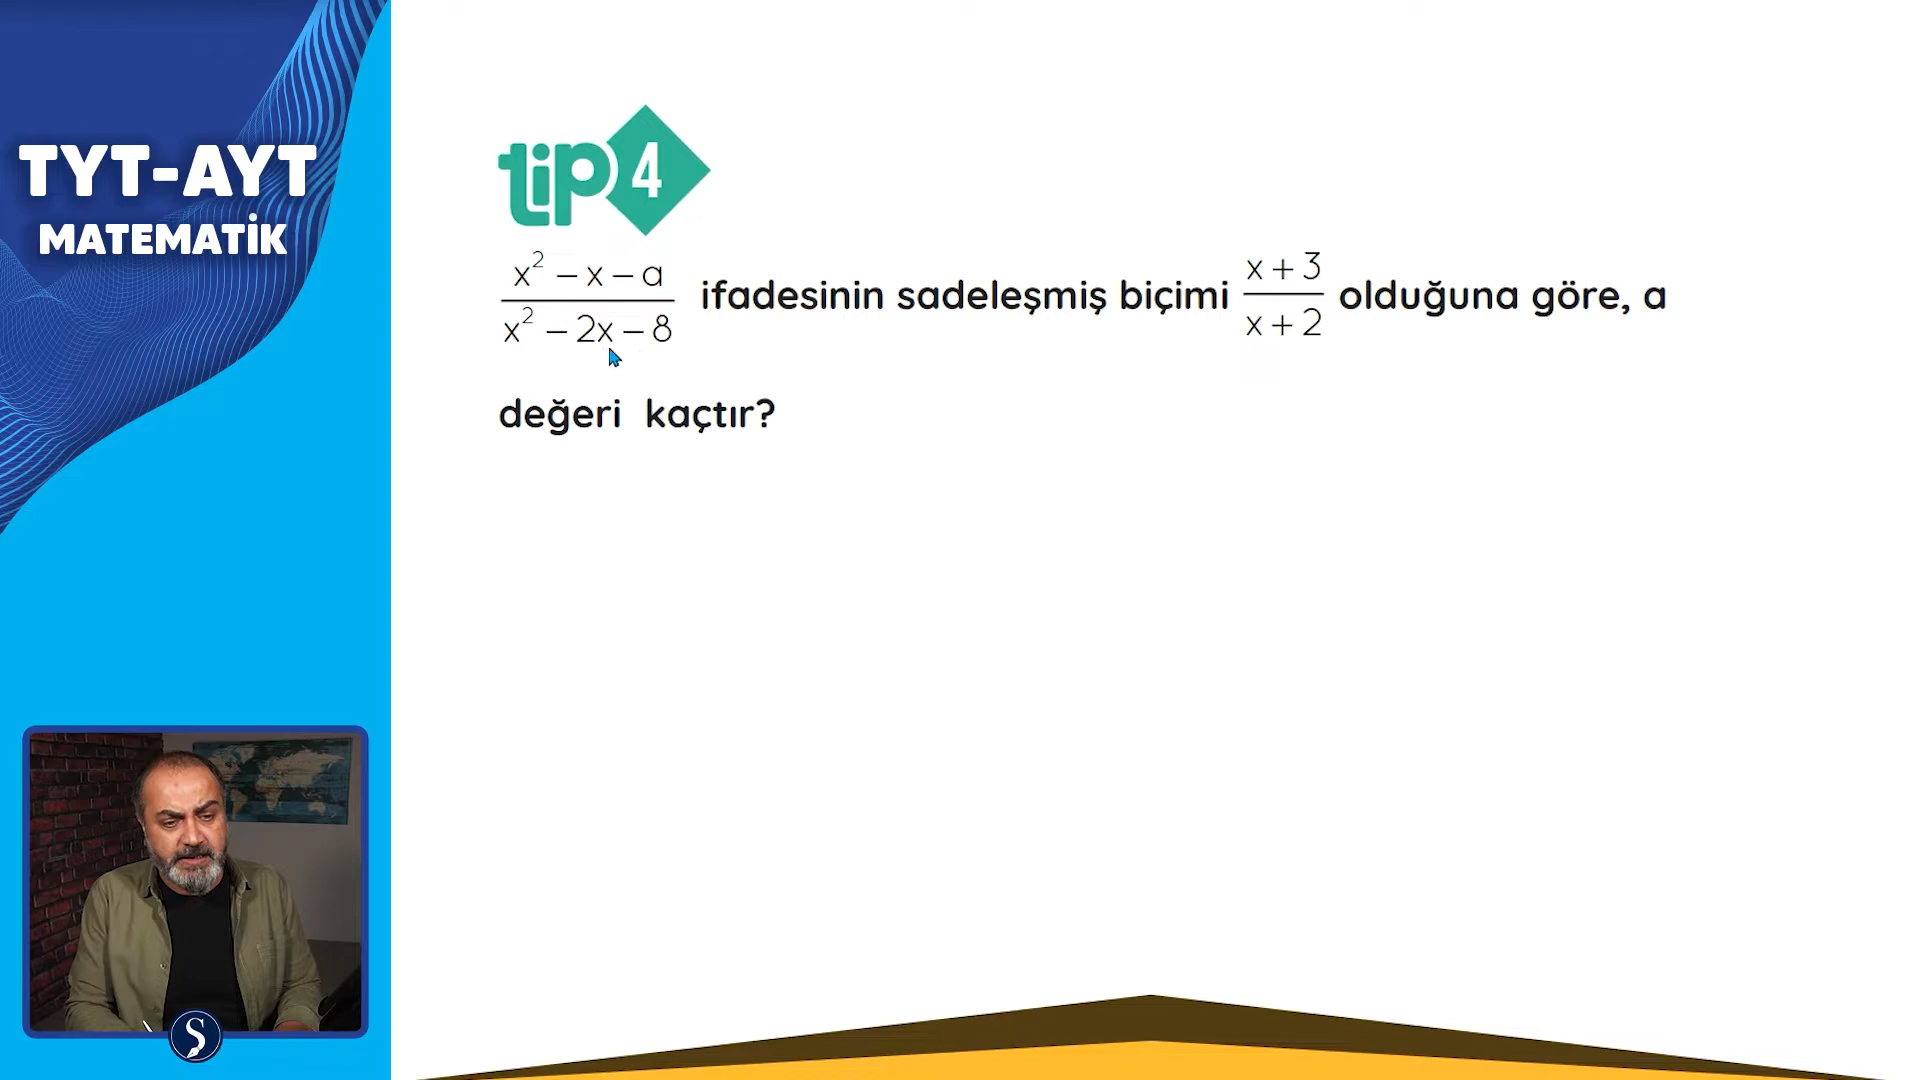 TYT-AYT
MATEMATİK
tip 4
x² − x − a / x² − 2x − 8 ifadesinin sadeleşmiş biçimi x + 3 / x + 2 olduğuna göre, a
değeri kaçtır?
Ş